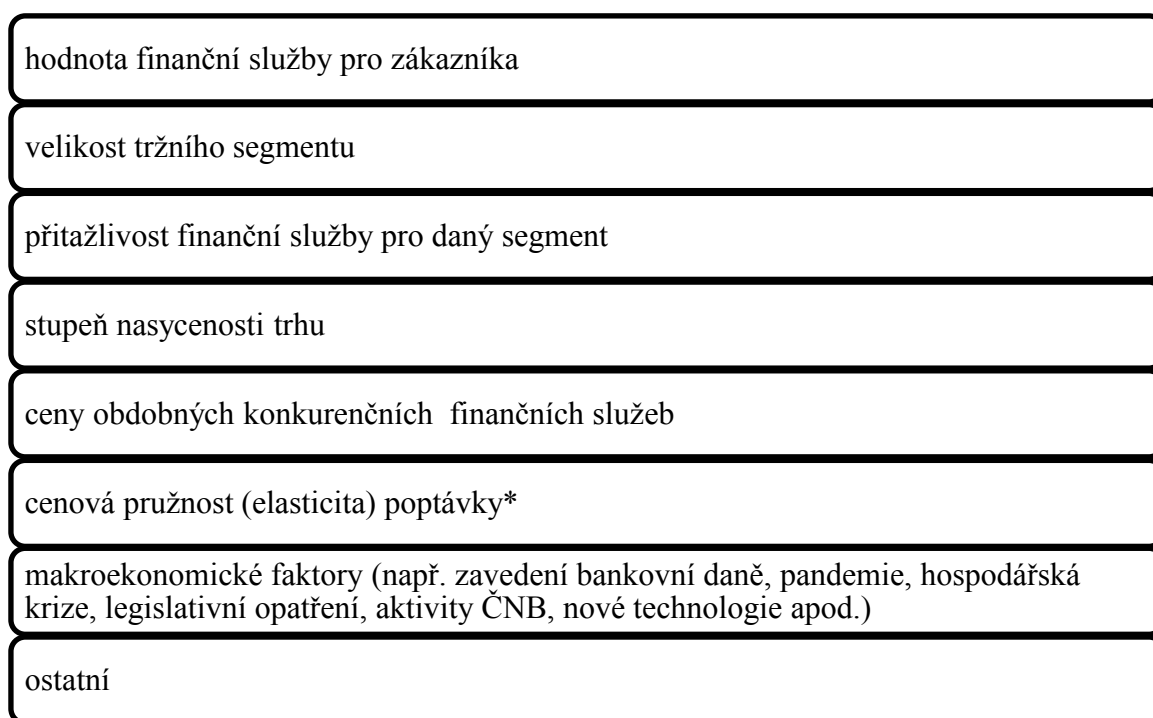 hodnota finanční služby pro zákazníka
velikost tržního segmentu
přitažlivost finanční služby pro daný segment
stupeň nasycenosti trhu
ceny obdobných konkurenčních  finančních služeb
cenová pružnost (elasticita) poptávky*
makroekonomické faktory (např. zavedení bankovní daně, pandemie, hospodářská
krize, legislativní opatření, aktivity ČNB, nové technologie apod.)
ostatní